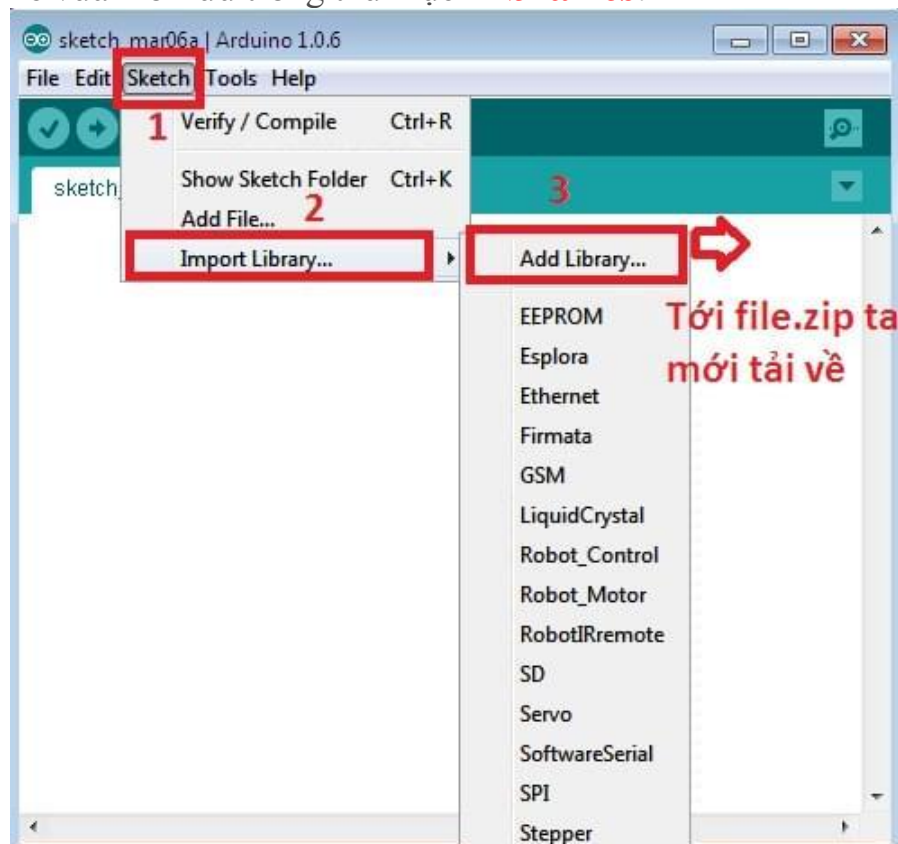 sketch_mar06a | Arduino 1.0.6
File Edit Sketch Tools Help
1
Verify / Compile Ctrl+R
sketch_
Show Sketch Folder Ctrl+K
2
3
Add File...
Import Library...
Add Library...
EEPROM
Tới file.zip ta
Esplora
mới tải về
Ethernet
Firmata
GSM
LiquidCrystal
Robot_Control
Robot_Motor
RobotIRremote
SD
Servo
SoftwareSerial
SPI
Stepper